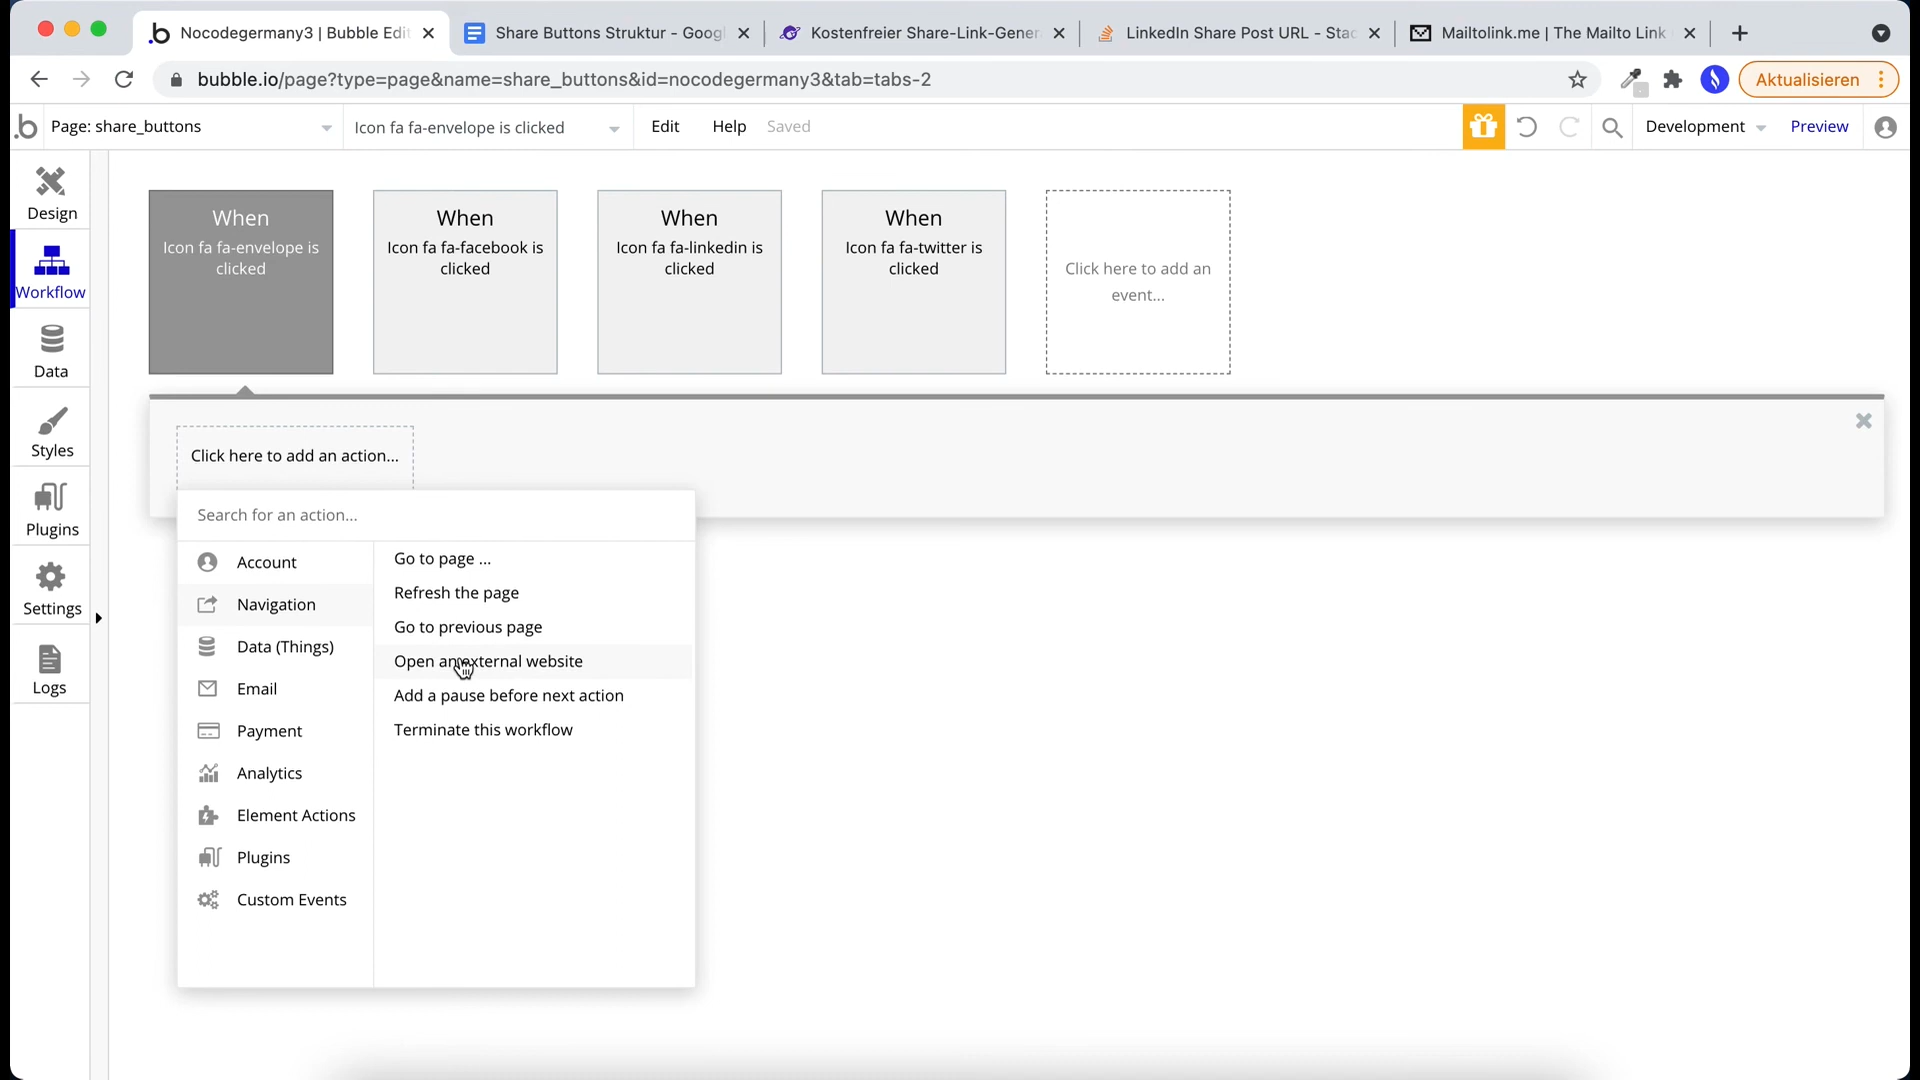 Nocodegermany3 | Bubble Edit
Share Buttons Struktur - Goog
Kostenfreier Share-Link-Gener
LinkedIn Share Post URL - Stac
Mailtolink.me | The Mailto Link
bubble.io/page?type=page&name=share_buttons&id=nocodegermany3&tab=tabs-2
Aktualisieren
Page: share_buttons
Icon fa fa-envelope is clicked
Edit
Help
Saved
Development
Preview
Design
Workflow
Data
Styles
Plugins
Settings
Logs
When
Icon fa fa-envelope is
clicked
When
Icon fa fa-facebook is
clicked
When
Icon fa fa-linkedin is
clicked
When
Icon fa fa-twitter is
clicked
Click here to add an
event...
Click here to add an action...
Search for an action...
Account
Navigation
Data (Things)
Email
Payment
Analytics
Element Actions
Plugins
Custom Events
Go to page ...
Refresh the page
Go to previous page
Open an external website
Add a pause before next action
Terminate this workflow